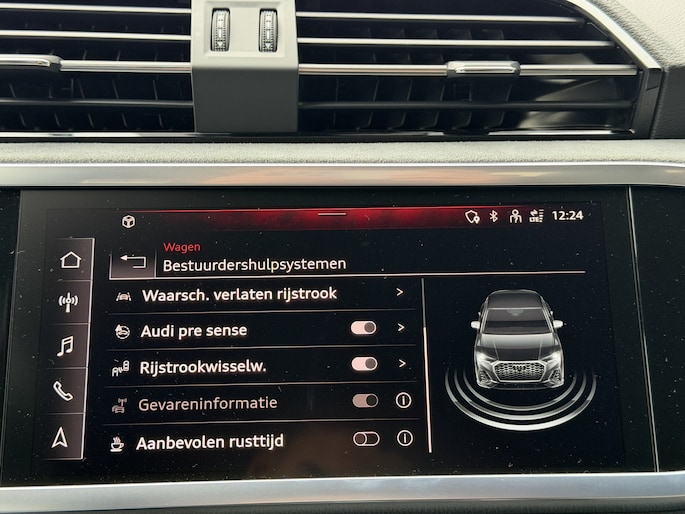 12:24
Wagen
Bestuurdershulpsystemen
Waarsch. verlaten rijstrook
Audi pre sense
Rijstrookwisselw.
Gevareninformatie
Aanbevolen rusttijd